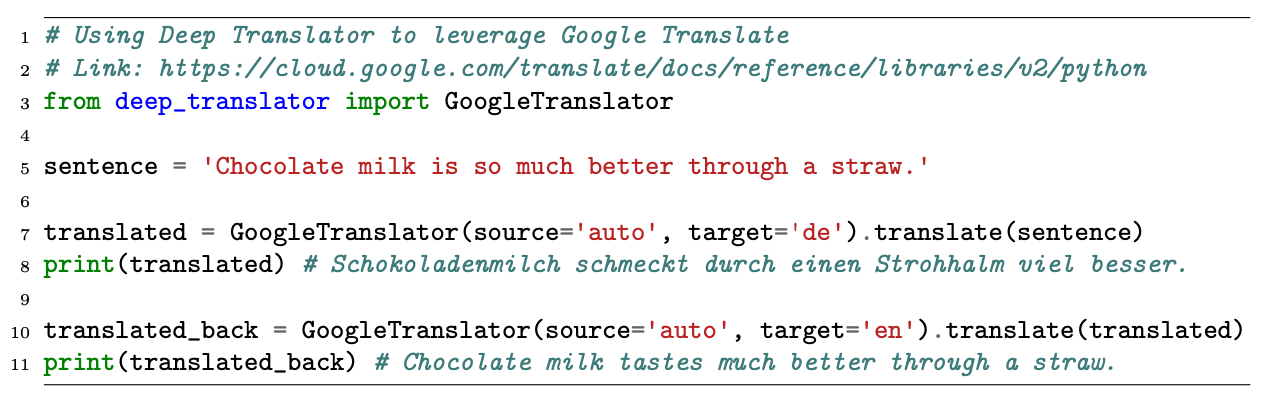 1 # Using Deep Translator to leverage Google Translate
2 # Link: https://cloud.google.com/translate/docs/reference/libraries/v2/python
3 from deep_translator import GoogleTranslator
4
5 sentence = 'Chocolate milk is so much better through a straw.'
6
7 translated = GoogleTranslator(source='auto', target='de').translate(sentence)
8 print(translated) # Schokoladenmilch schmeckt durch einen Strohhalm viel besser.
9
10 translated_back = GoogleTranslator(source='auto', target='en').translate(translated)
11 print(translated_back) # Chocolate milk tastes much better through a straw.